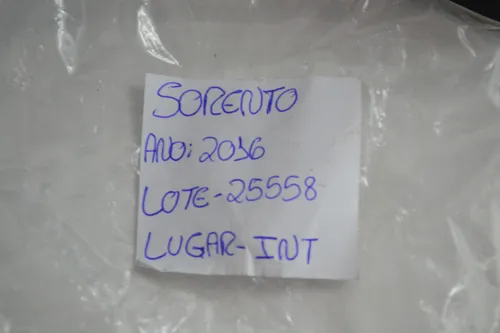 SORENTO
ANO: 2016
LOTE-25558
LUGAR-INT